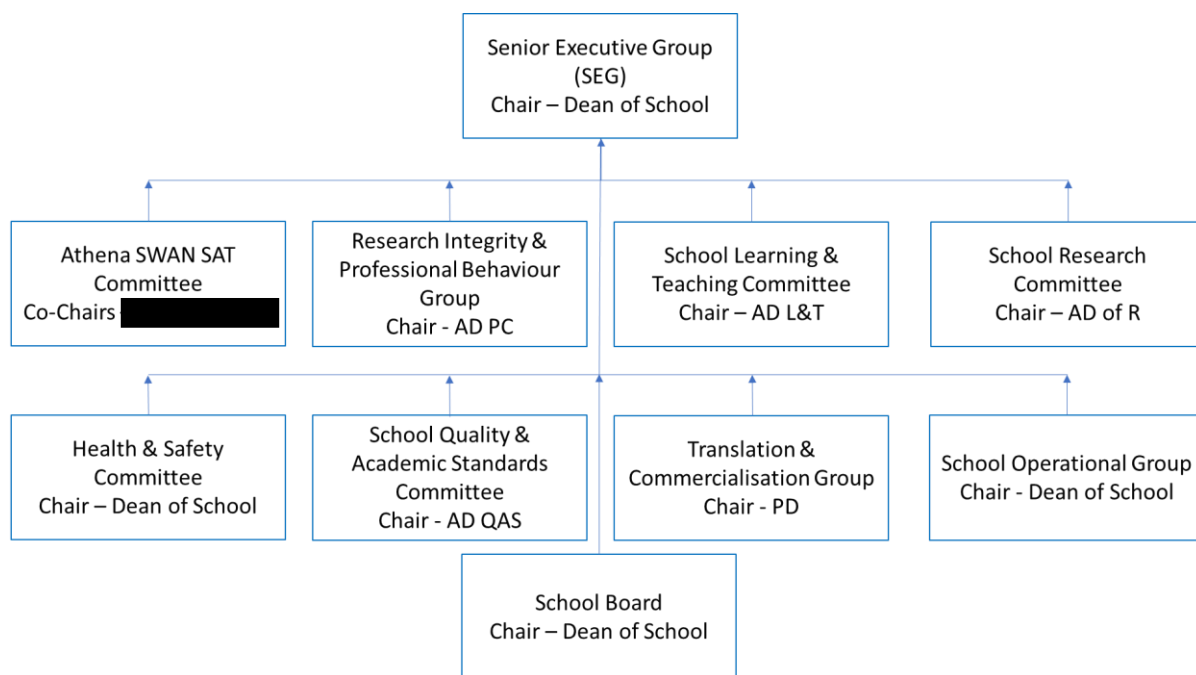 Senior Executive Group
(SEG)
Chair – Dean of School
Athena SWAN SAT
Committee
Co-Chairs
Research Integrity &
Professional Behaviour
Group
Chair - AD PC
School Learning &
Teaching Committee
Chair – AD L&T
School Research
Committee
Chair – AD of R
Health & Safety
Committee
Chair – Dean of School
School Quality &
Academic Standards
Committee
Chair - AD QAS
Translation &
Commercialisation Group
Chair - PD
School Operational Group
Chair - Dean of School
School Board
Chair – Dean of School